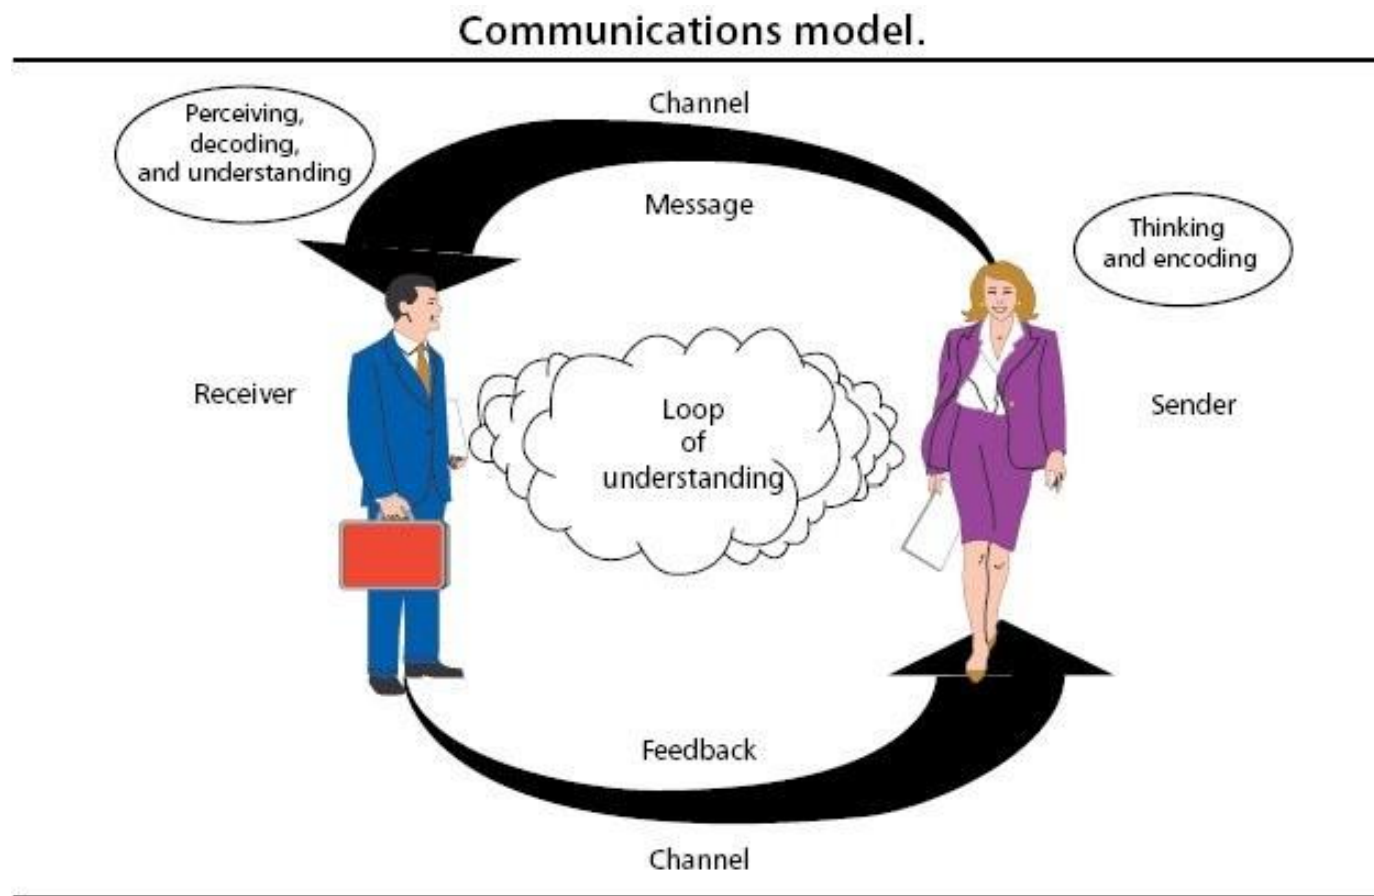 Communications model.
Channel
Perceiving,
decoding,
and understanding
Message
Thinking
and encoding
Receiver
Loop
of
understanding
Sender
Feedback
Channel